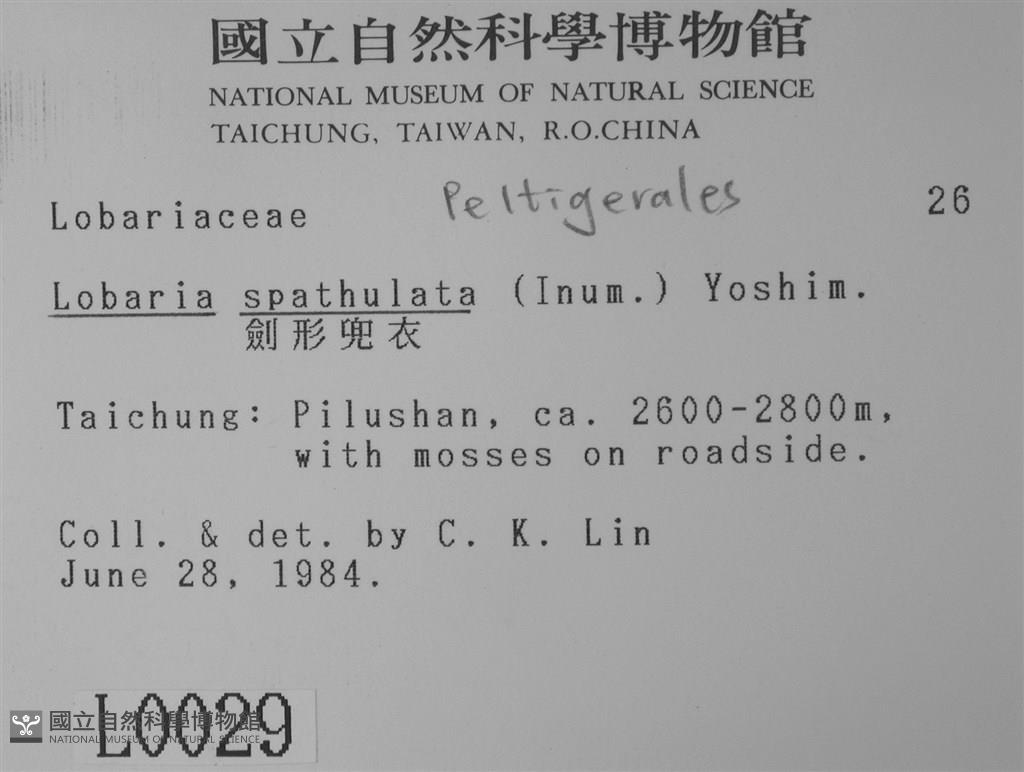 國立自然科學博物館
NATIONAL MUSEUM OF NATURAL SCIENCE
TAICHUNG, TAIWAN, R.O.CHINA
Lobariaceae Peltigerales 26
Lobaria spathulata (Inum.) Yoshim.
劍形兜衣
Taichung: Pilushan, ca. 2600-2800m,
with mosses on roadside.
Coll. & det. by C. K. Lin
June 28, 1984.
L0029
國立自然科學博物館
NATIONAL MUSEUM OF NATURAL SCIENCE